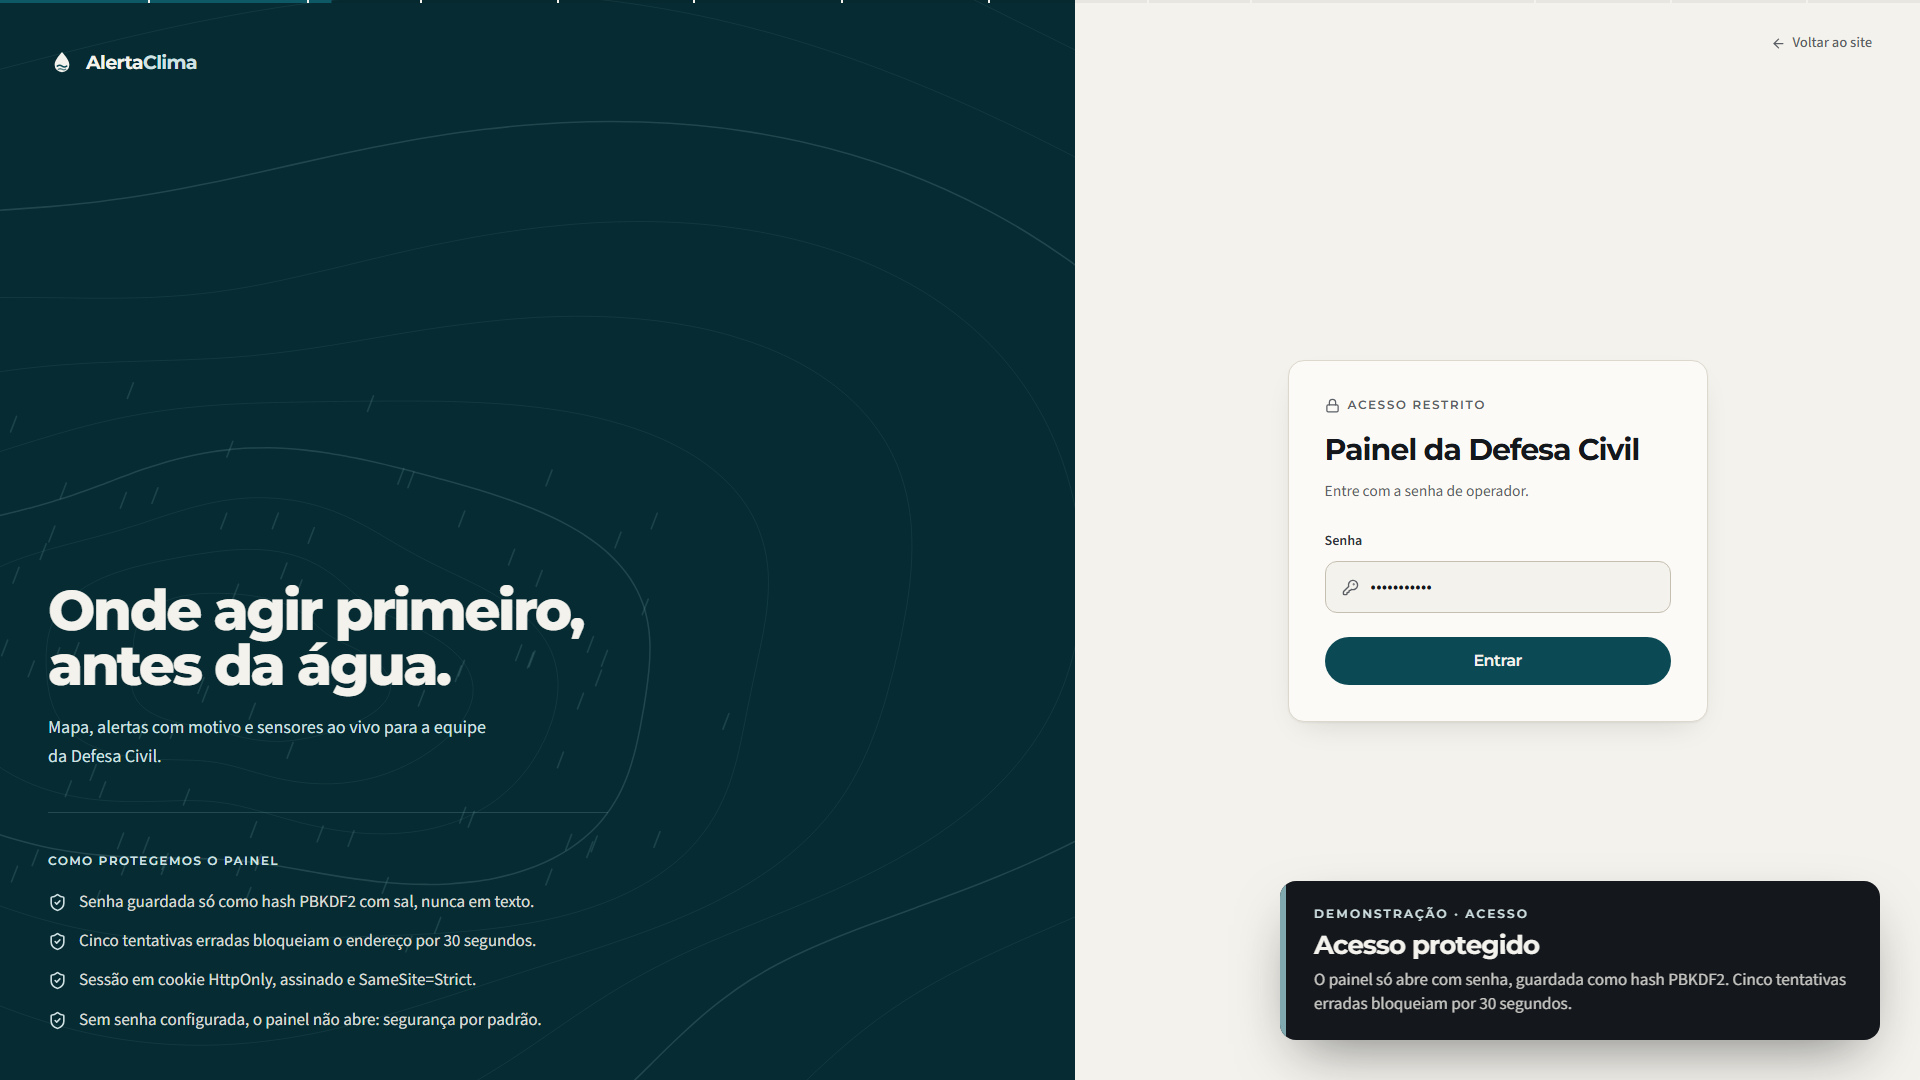 AlertaClima
Voltar ao site
Onde agir primeiro,
antes da água.
Mapa, alertas com motivo e sensores ao vivo para a equipe
da Defesa Civil.
COMO PROTEGEMOS O PAINEL
Senha guardada só como hash PBKDF2 com sal, nunca em texto.
Cinco tentativas erradas bloqueiam o endereço por 30 segundos.
Sessão em cookie HttpOnly, assinado e SameSite=Strict.
Sem senha configurada, o painel não abre: segurança por padrão.
ACESSO RESTRITO
Painel da Defesa Civil
Entre com a senha de operador.
Senha
•••••••••••
Entrar
DEMONSTRAÇÃO · ACESSO
Acesso protegido
O painel só abre com senha, guardada como hash PBKDF2. Cinco tentativas
erradas bloqueiam por 30 segundos.